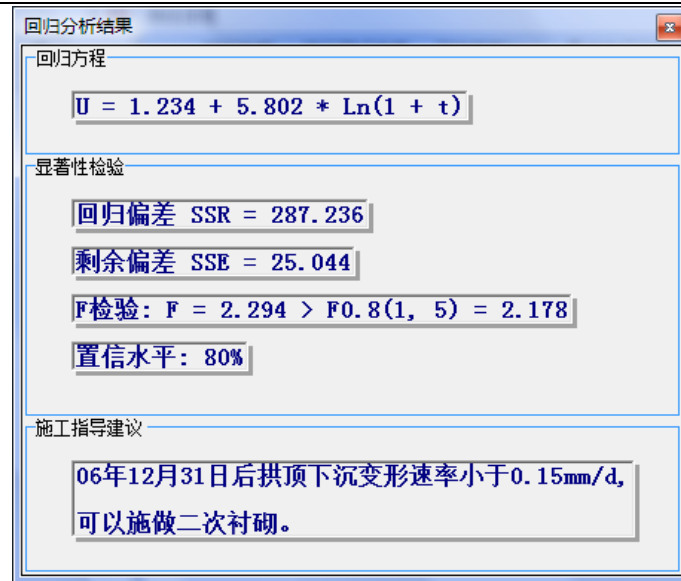 回归分析结果
回归方程
U = 1.234 + 5.802 * Ln(1 + t)
显著性检验
回归偏差 SSR = 287.236
剩余偏差 SSE = 25.044
F检验: F = 2.294 > F0.8(1, 5) = 2.178
置信水平: 80%
施工指导建议
06年12月31日后拱顶下沉变形速率小于0.15mm/d,
可以施做二次衬砌。